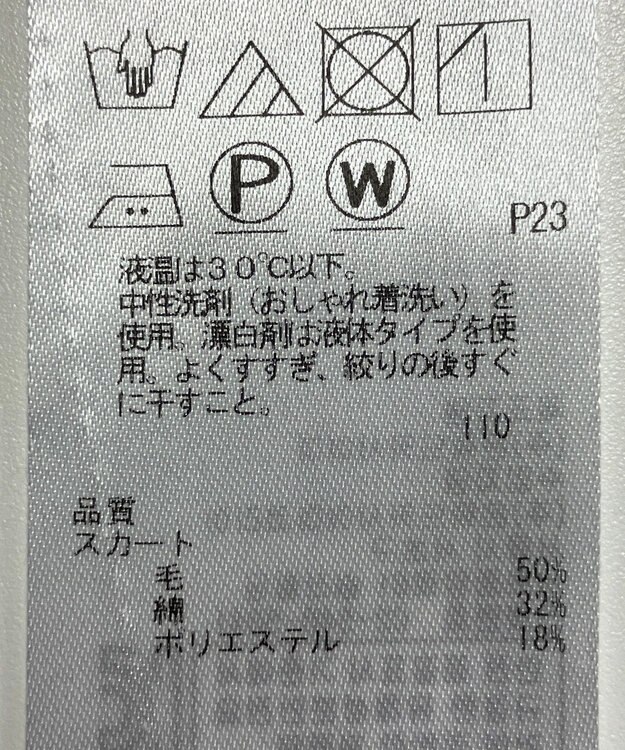 P W P23
液温は30℃以下。
中性洗剤（おしゃれ着洗い）を
使用。漂白剤は液体タイプを使
用。よくすすぎ、絞りの後すぐ
に干すこと。
110
品質
スカート
毛 50%
綿 32%
ポリエステル 18%